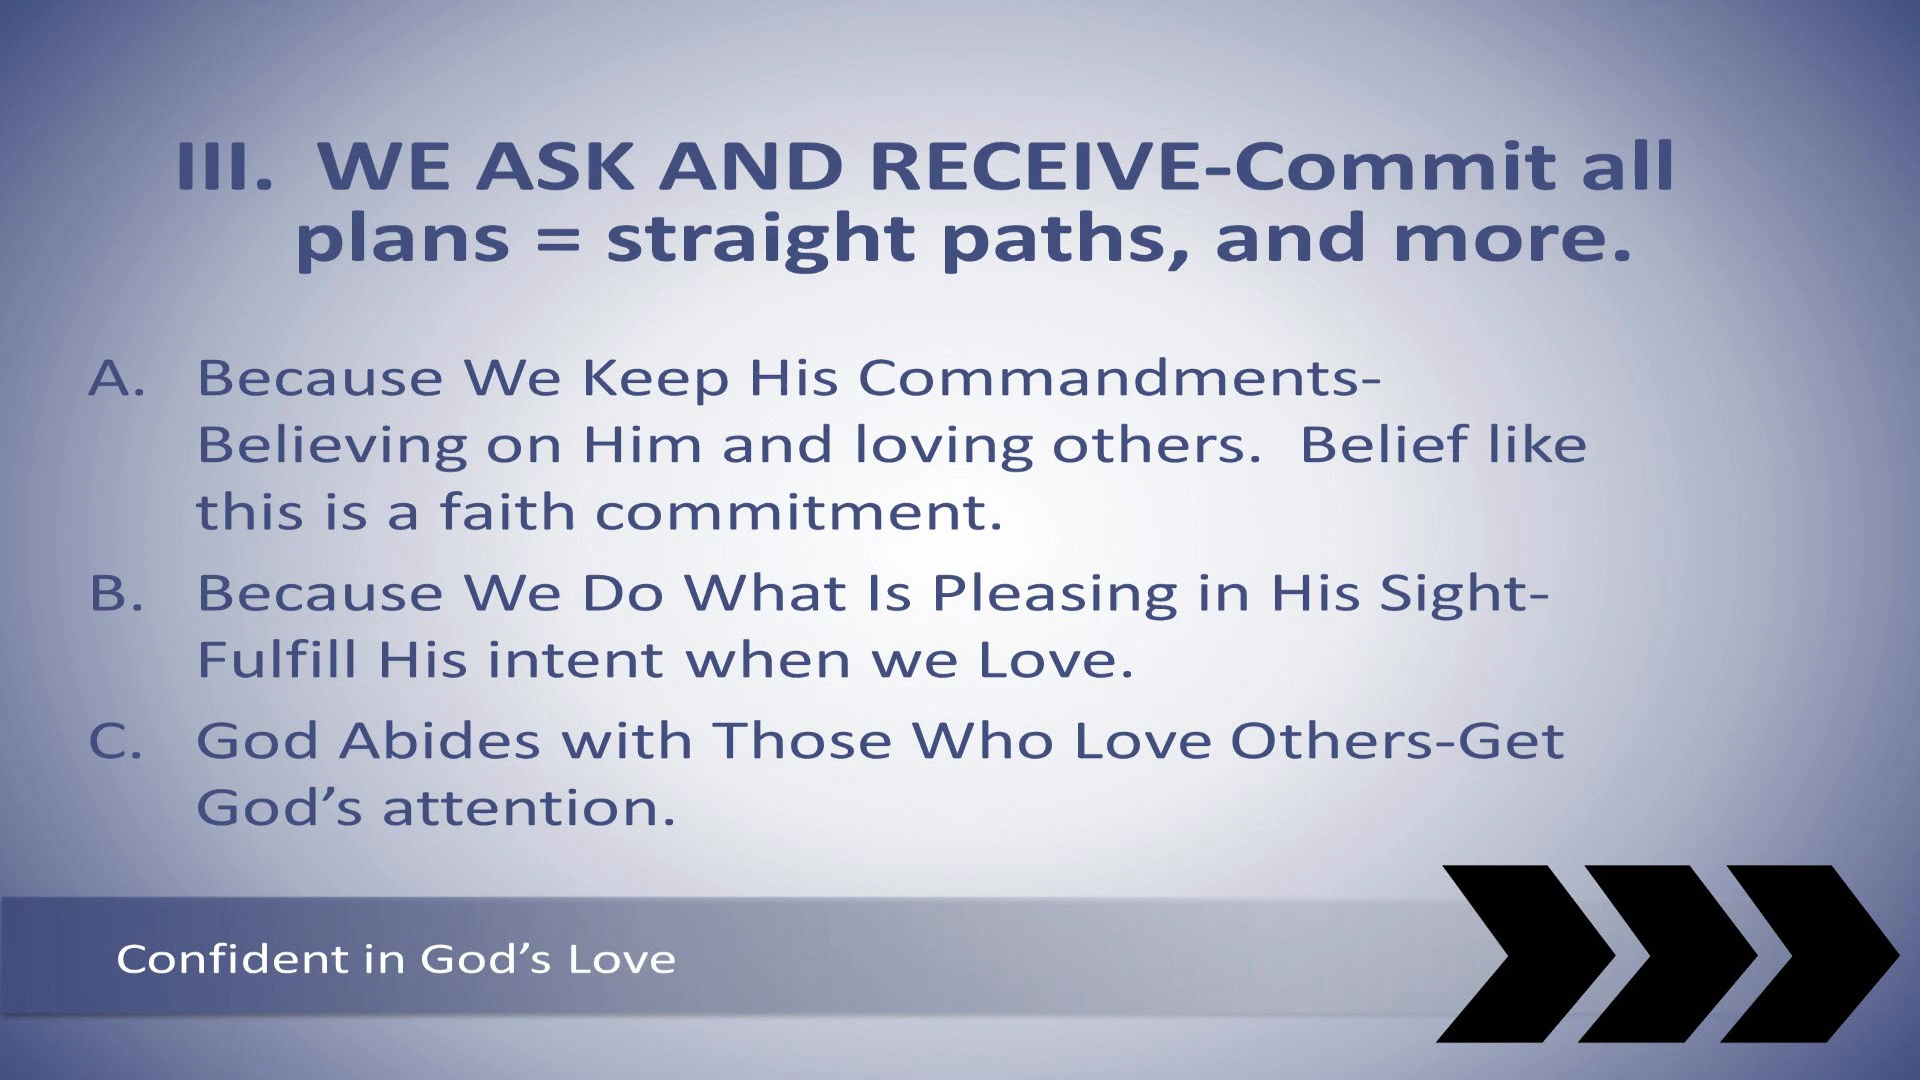 III.  WE ASK AND RECEIVE-Commit all
plans = straight paths, and more.
A. Because We Keep His Commandments-
Believing on Him and loving others.  Belief like
this is a faith commitment.
B. Because We Do What Is Pleasing in His Sight-
Fulfill His intent when we Love.
C. God Abides with Those Who Love Others-Get
God’s attention.
Confident in God’s Love